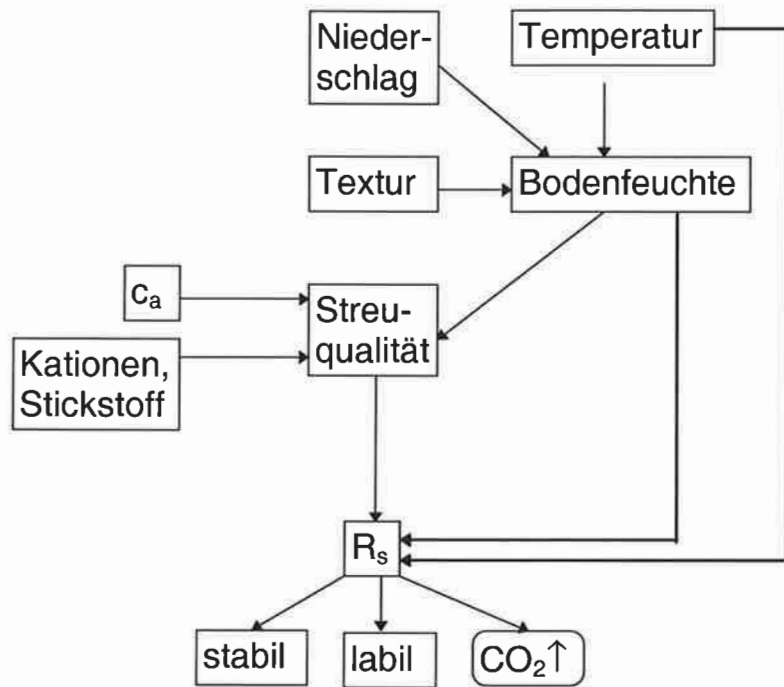 Nieder-
schlag
Temperatur
Textur
Bodenfeuchte
cₐ
Streu-
qualität
Kationen,
Stickstoff
Rₛ
stabil
labil
CO₂↑